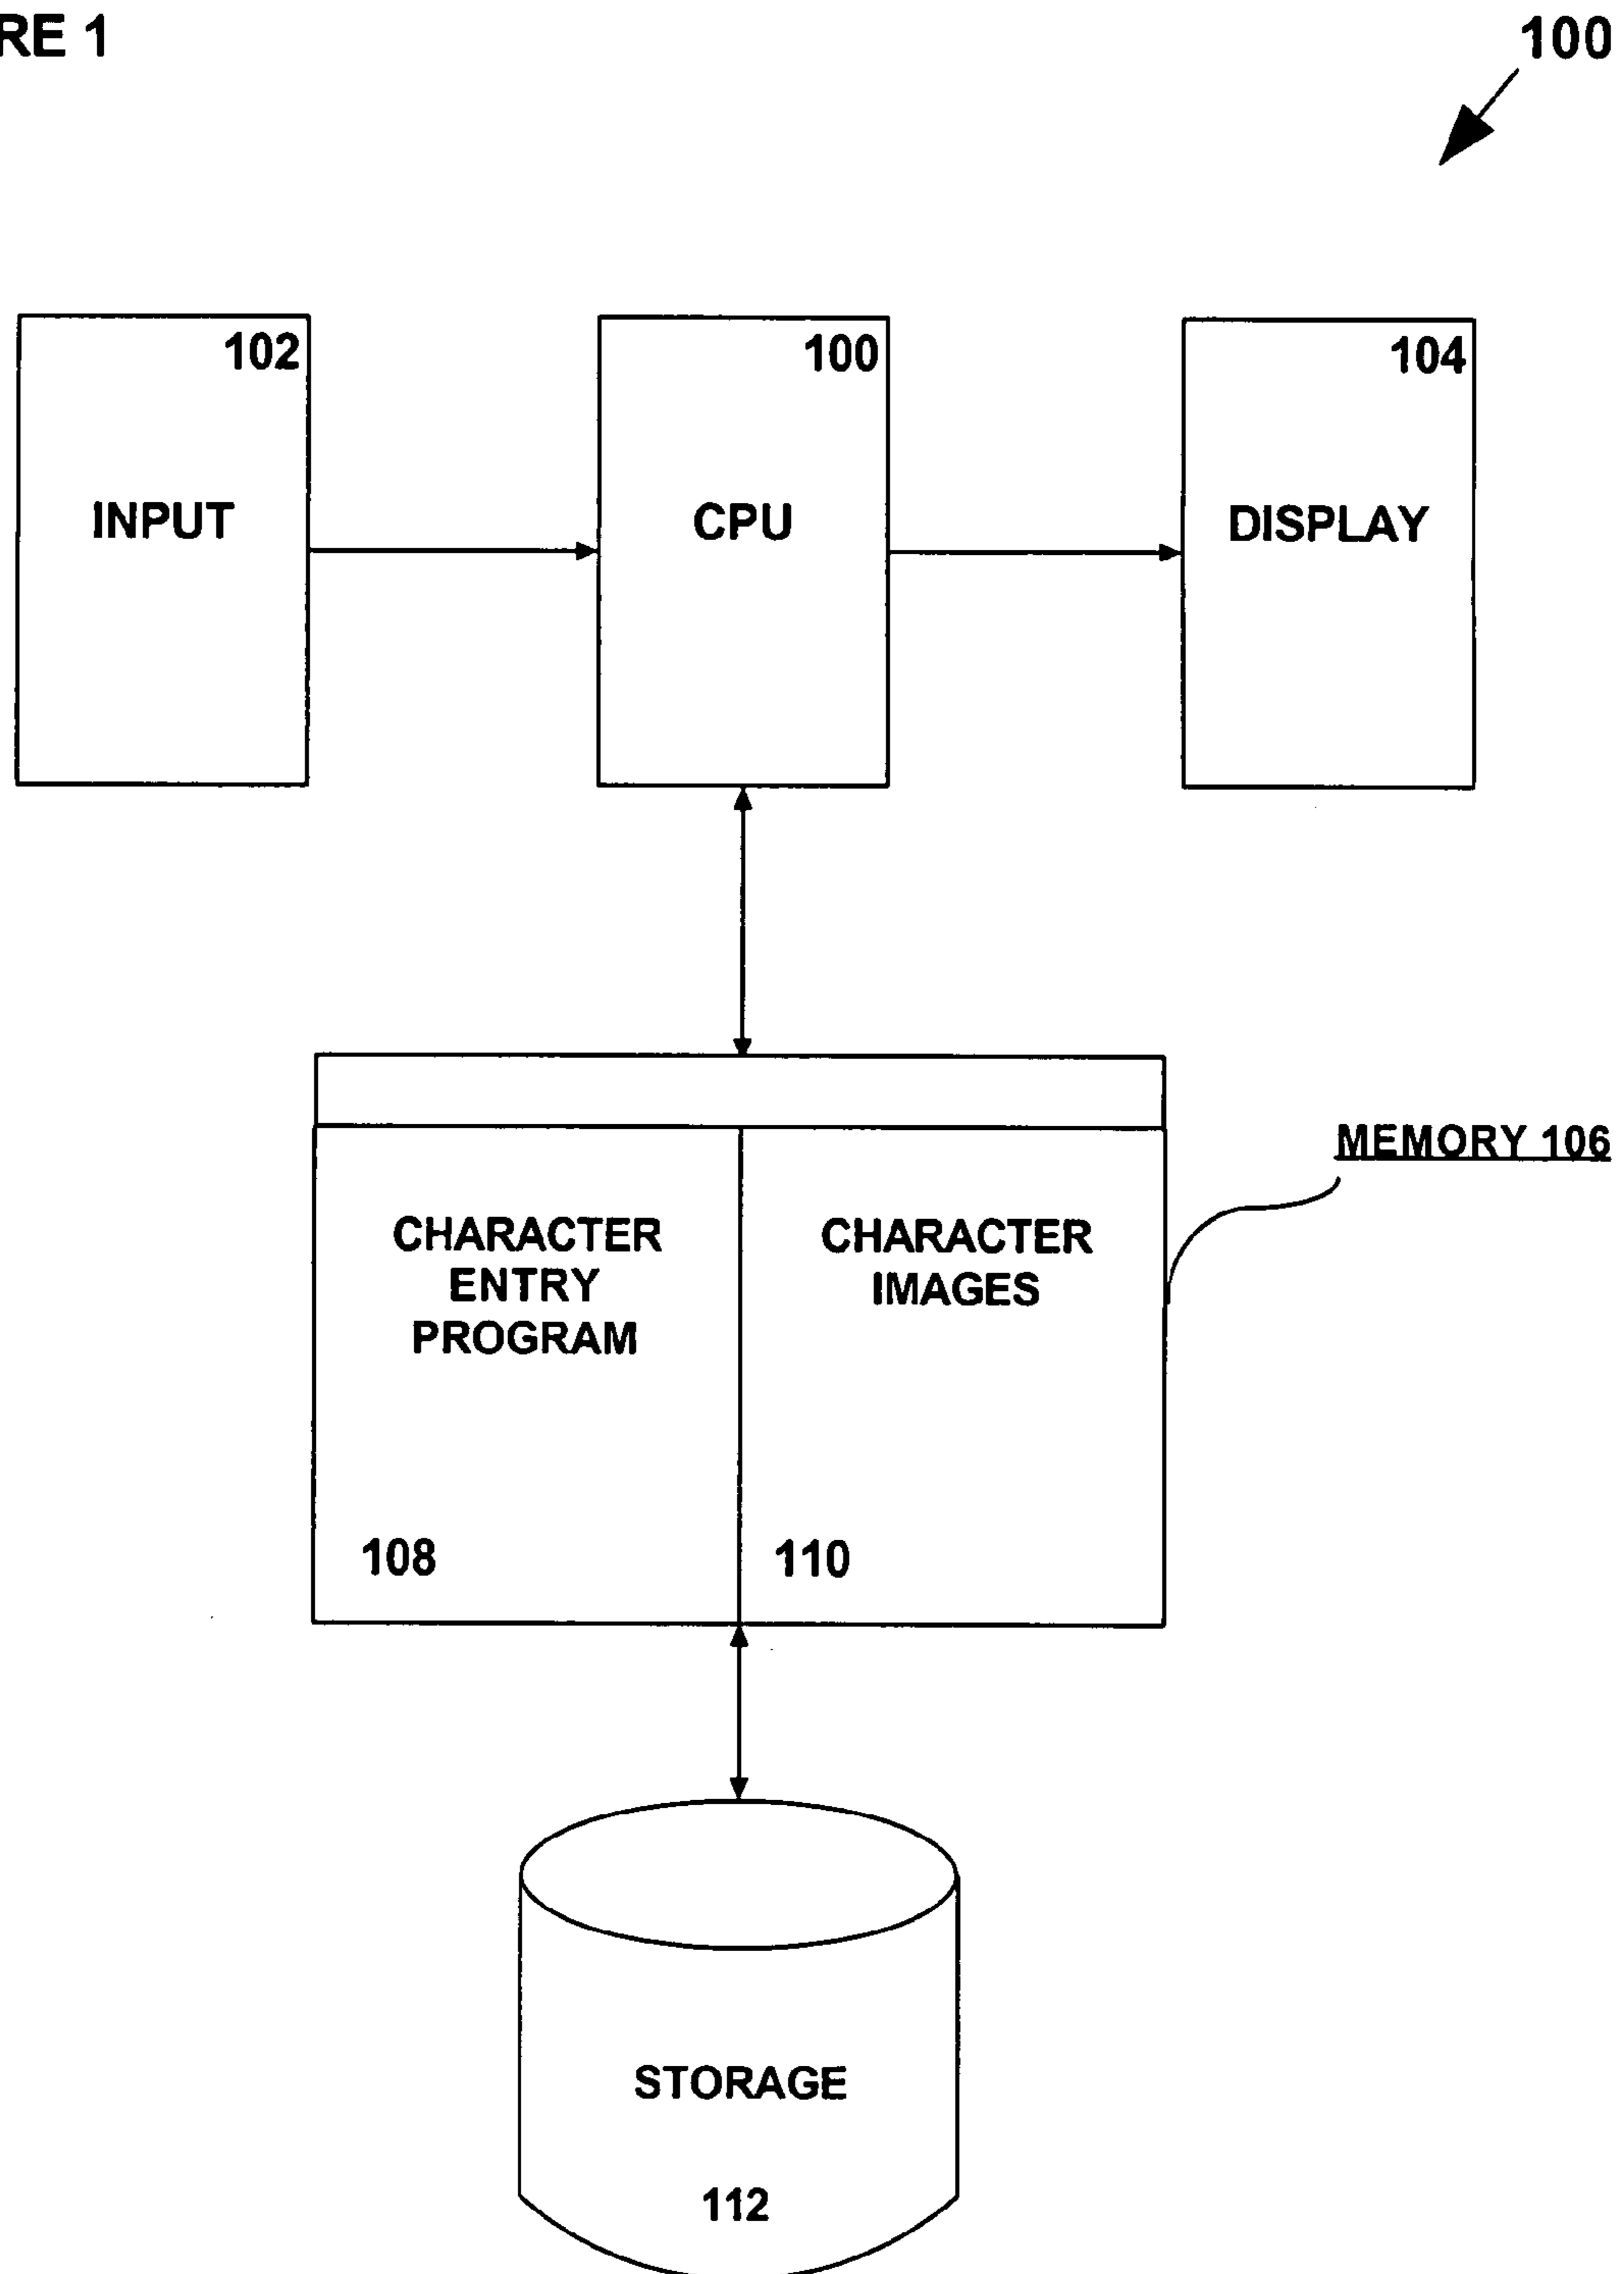 RE 1
100
102
INPUT
100
CPU
104
DISPLAY
MEMORY 106
CHARACTER
ENTRY
PROGRAM
108
CHARACTER
IMAGES
110
STORAGE
112